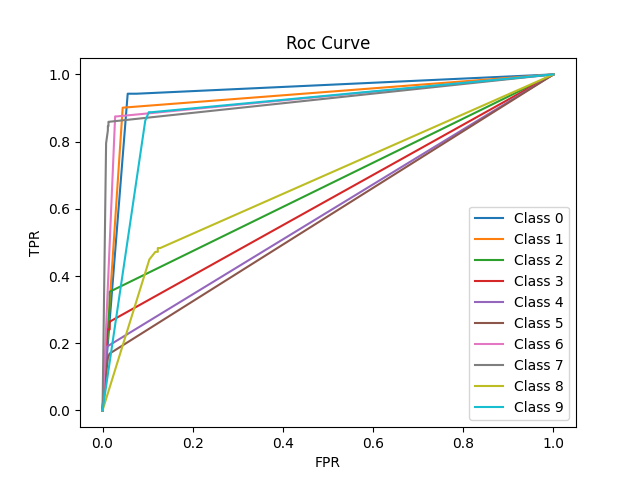 Roc Curve
1.0
0.8
0.6
0.4
0.2
0.0
TPR
0.0 0.2 0.4 0.6 0.8 1.0
FPR
Class 0
Class 1
Class 2
Class 3
Class 4
Class 5
Class 6
Class 7
Class 8
Class 9